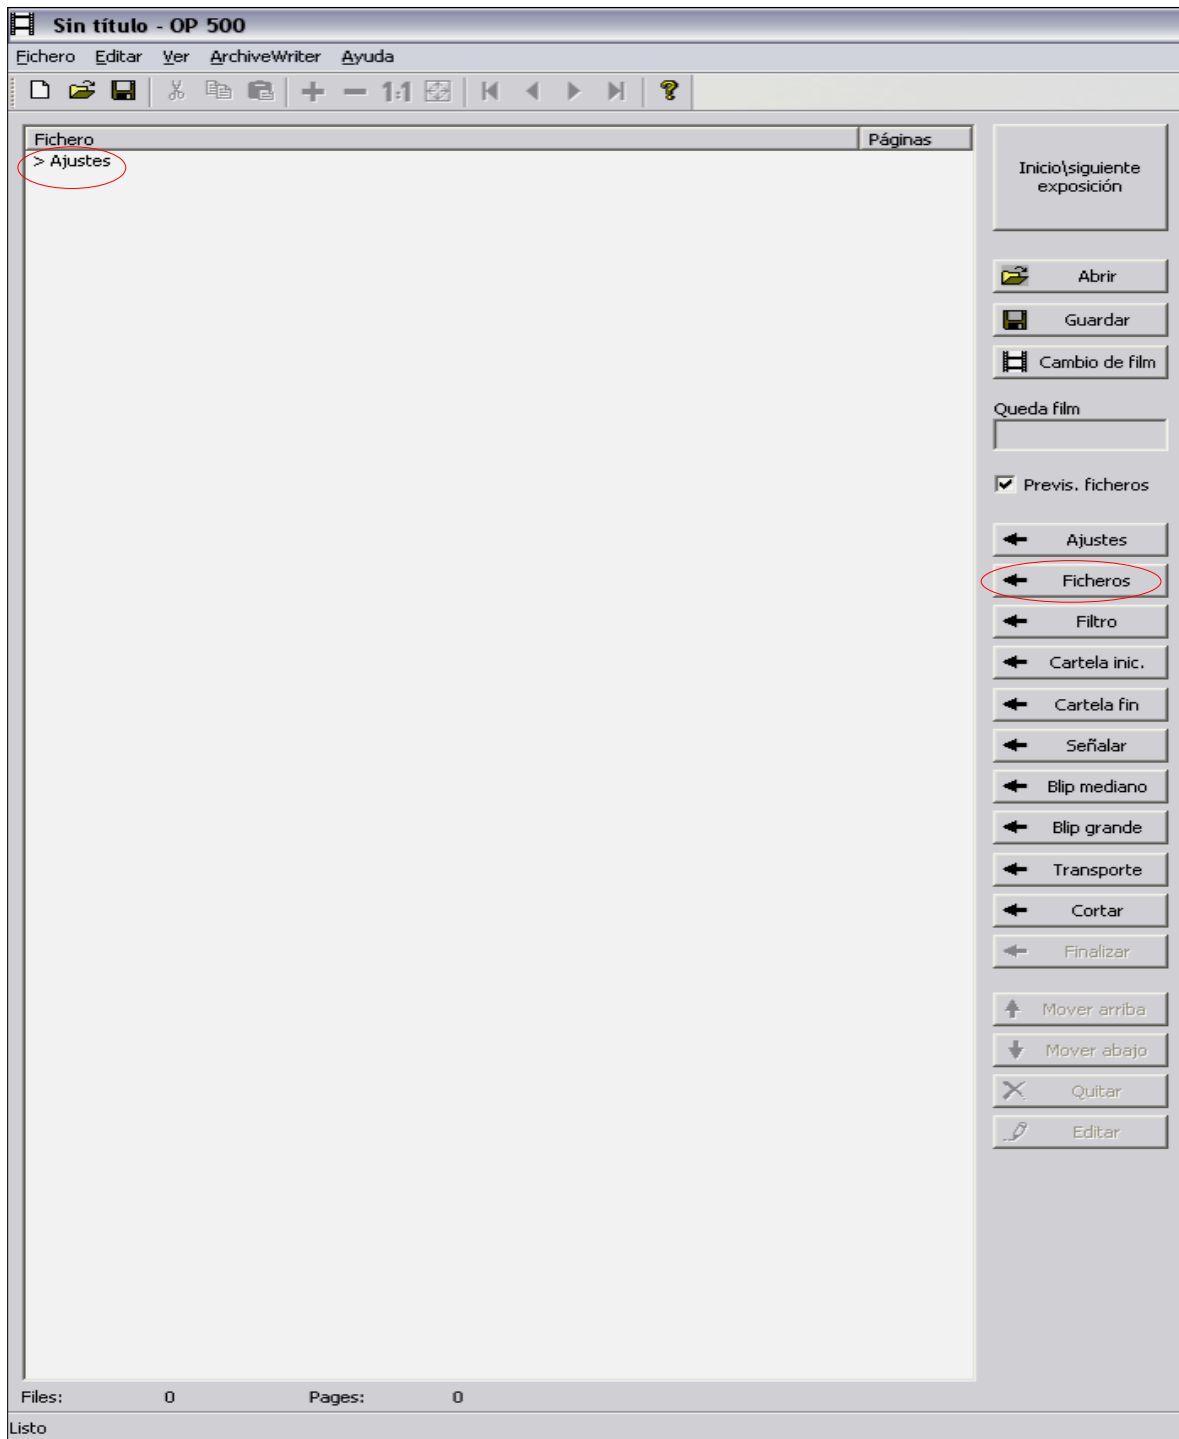 Sin título - OP 500
Fichero Editar Ver ArchiveWriter Ayuda
1:1
Fichero Páginas
> Ajustes
Inicio\siguiente
exposición
Abrir
Guardar
Cambio de film
Queda film
Previs. ficheros
Ajustes
Ficheros
Filtro
Cartela inic.
Cartela fin
Señalar
Blip mediano
Blip grande
Transporte
Cortar
Finalizar
Mover arriba
Mover abajo
Quitar
Editar
Files: 0 Pages: 0
Listo